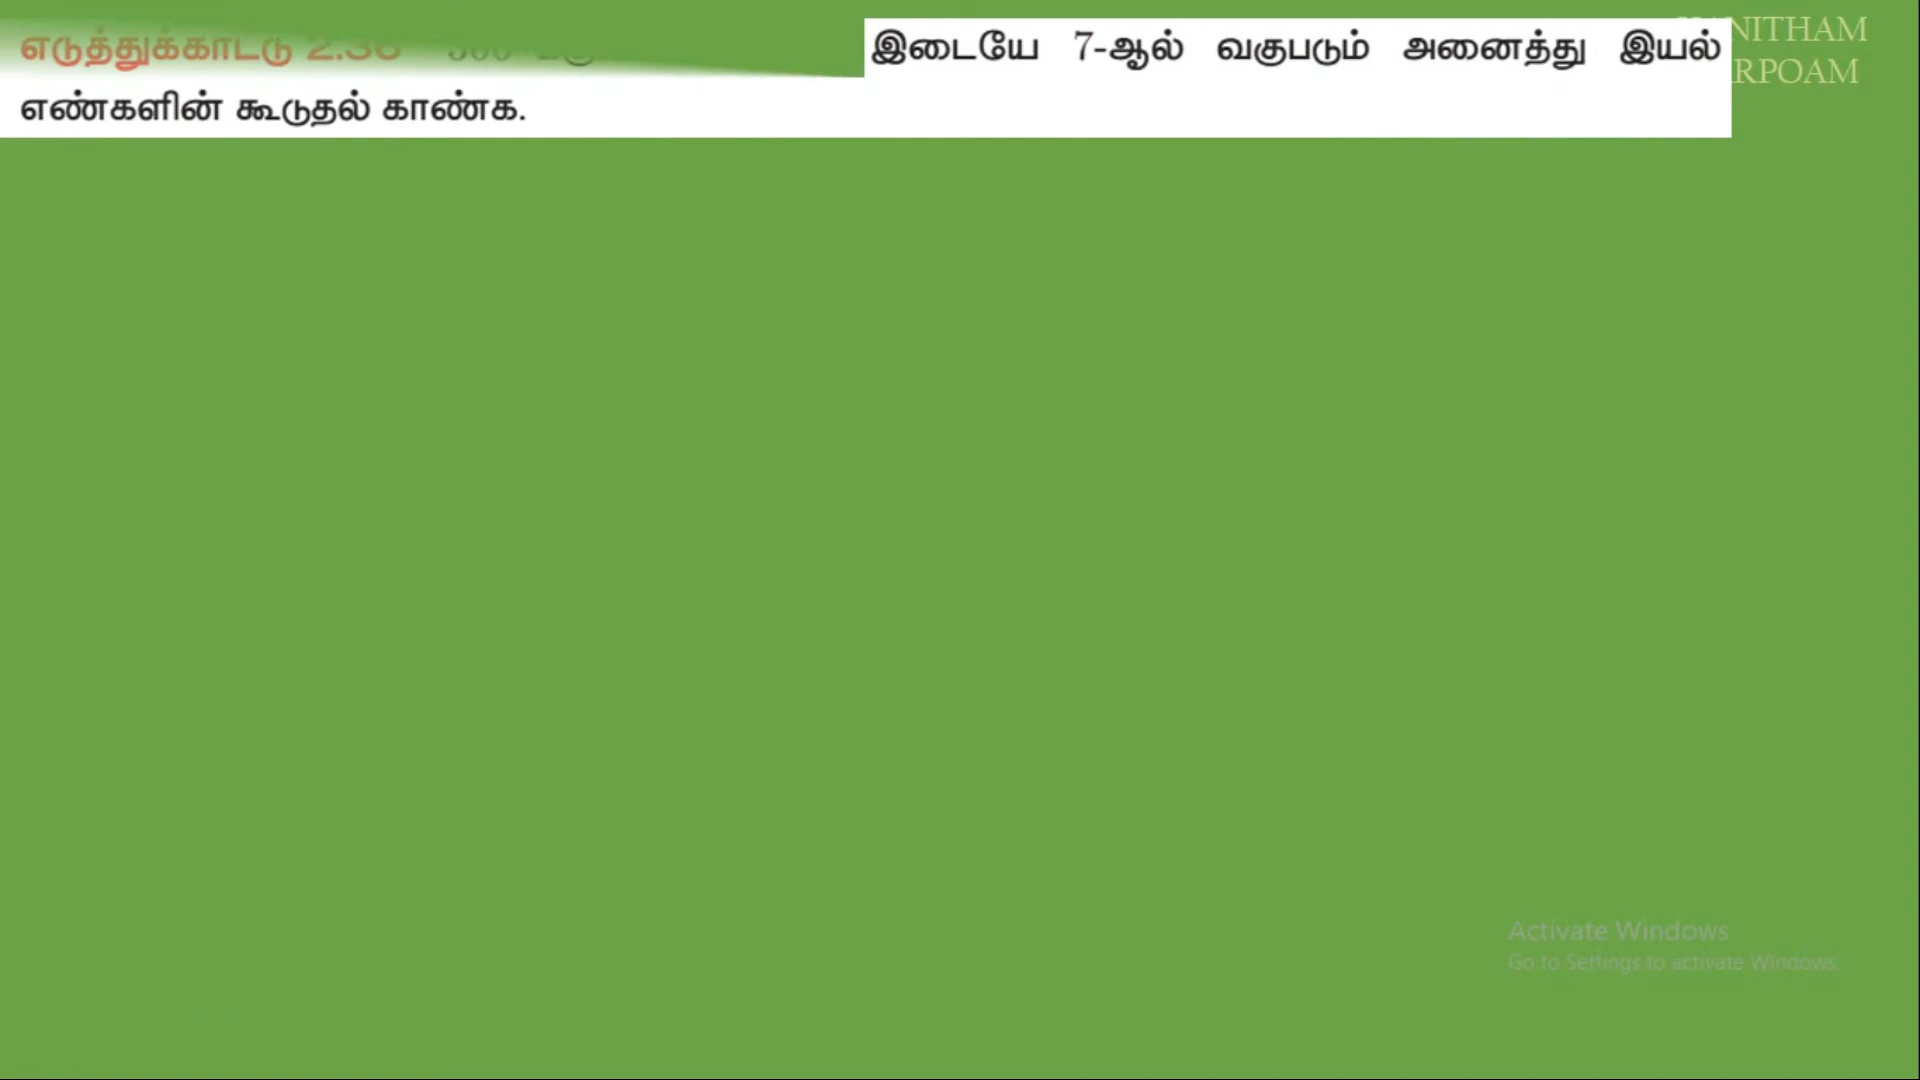 எடுத்துக்காட்டு இடையே 7-ஆல் வகுபடும் அனைத்து இயல்
எண்களின் கூடுதல் காண்க.
NITHAM
RPOAM
Activate Windows
Go to Settings to activate Windows.